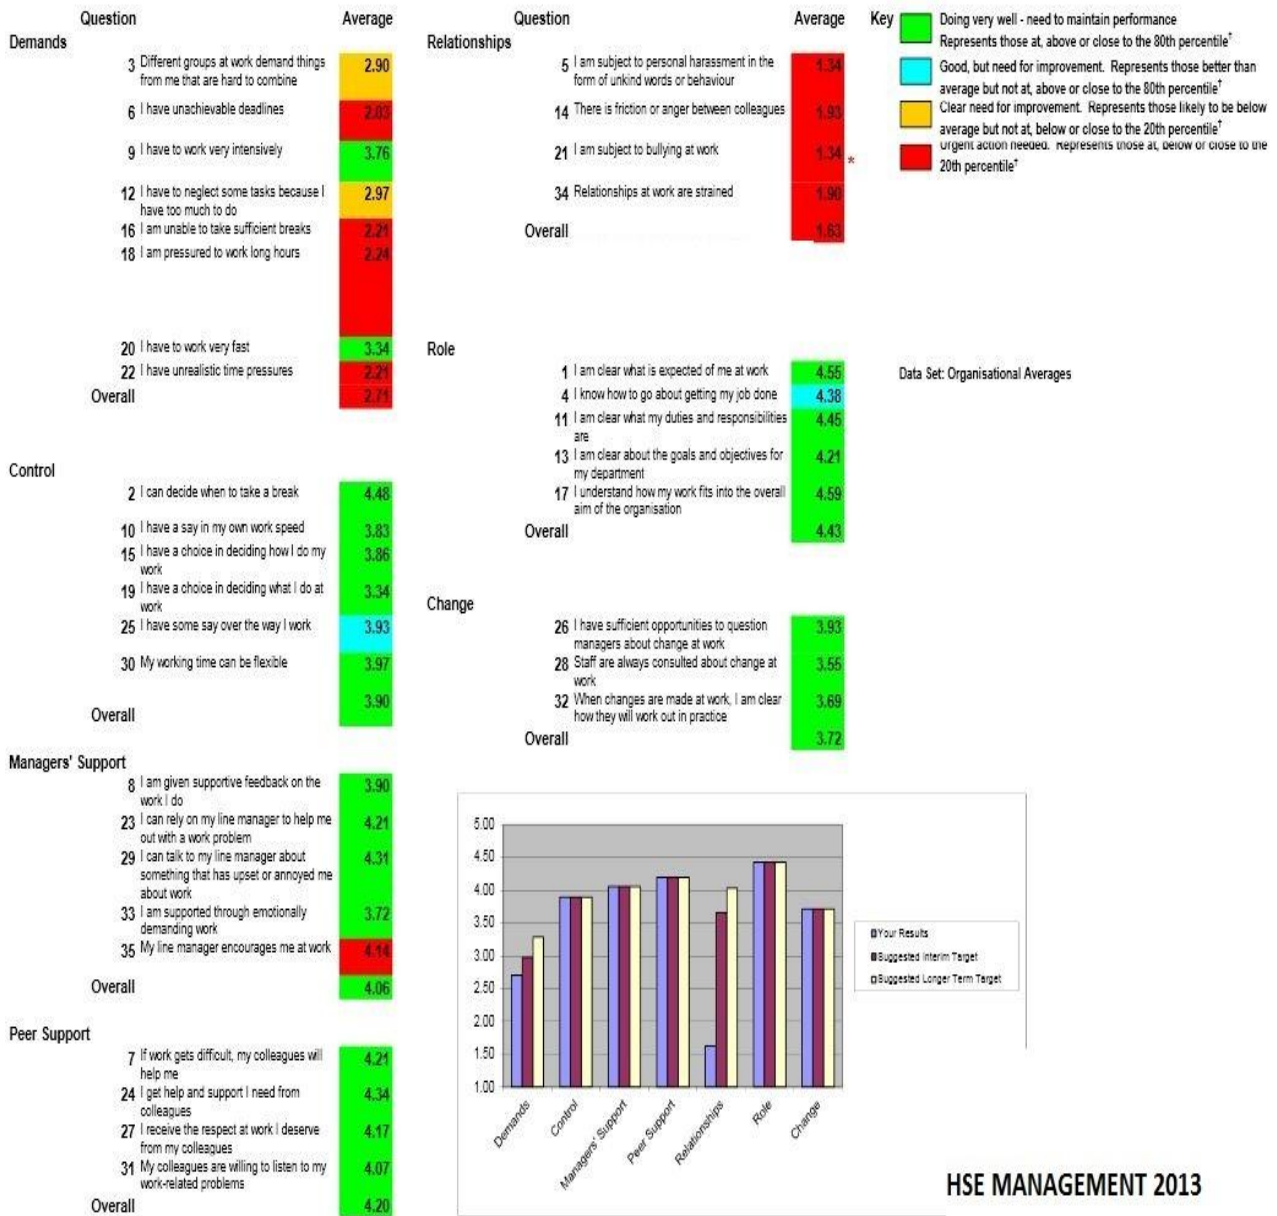 Question Average
Demands
3 Different groups at work demand things 2.90
from me that are hard to combine
6 I have unachievable deadlines 2.03
9 I have to work very intensively 3.76
12 I have to neglect some tasks because I 2.97
have too much to do
16 I am unable to take sufficient breaks 2.21
18 I am pressured to work long hours 2.24
20 I have to work very fast 3.34
22 I have unrealistic time pressures 2.21
Overall 2.71
Control
2 I can decide when to take a break 4.48
10 I have a say in my own work speed 3.83
15 I have a choice in deciding how I do my 3.86
work
19 I have a choice in deciding what I do at 3.34
work
25 I have some say over the way I work 3.93
30 My working time can be flexible 3.97
3.90
Overall
Managers' Support
8 I am given supportive feedback on the 3.90
work I do
23 I can rely on my line manager to help me 4.21
out with a work problem
29 I can talk to my line manager about 4.31
something that has upset or annoyed me
about work
33 I am supported through emotionally 3.72
demanding work
35 My line manager encourages me at work 4.14
Overall 4.06
Peer Support
7 If work gets difficult, my colleagues will 4.21
help me
24 I get help and support I need from 4.34
colleagues
27 I receive the respect at work I deserve 4.17
from my colleagues
31 My colleagues are willing to listen to my 4.07
work-related problems
Overall 4.20
Question Average
Relationships
5 I am subject to personal harassment in the 1.34
form of unkind words or behaviour
14 There is friction or anger between colleagues 1.93
21 I am subject to bullying at work 1.34 *
34 Relationships at work are strained 1.90
Overall 1.63
Role
1 I am clear what is expected of me at work 4.55
4 I know how to go about getting my job done 4.38
11 I am clear what my duties and responsibilities 4.45
are
13 I am clear about the goals and objectives for 4.21
my department
17 I understand how my work fits into the overall 4.59
aim of the organisation
Overall 4.43
Change
26 I have sufficient opportunities to question 3.93
managers about change at work
28 Staff are always consulted about change at 3.55
work
32 When changes are made at work, I am clear 3.69
how they will work out in practice
Overall 3.72
Key
Doing very well - need to maintain performance
Represents those at, above or close to the 80th percentile†
Good, but need for improvement. Represents those better than
average but not at, above or close to the 80th percentile†
Clear need for improvement. Represents those likely to be below
average but not at, below or close to the 20th percentile†
Urgent action needed. Represents those at, below or close to the
20th percentile†
Data Set: Organisational Averages
5.00
4.50
4.00
3.50
3.00
2.50
2.00
1.50
1.00
Demands
Control
Managers' Support
Peer Support
Relationships
Role
Change
Your Results
Suggested Interim Target
Suggested Longer Term Target
HSE MANAGEMENT 2013